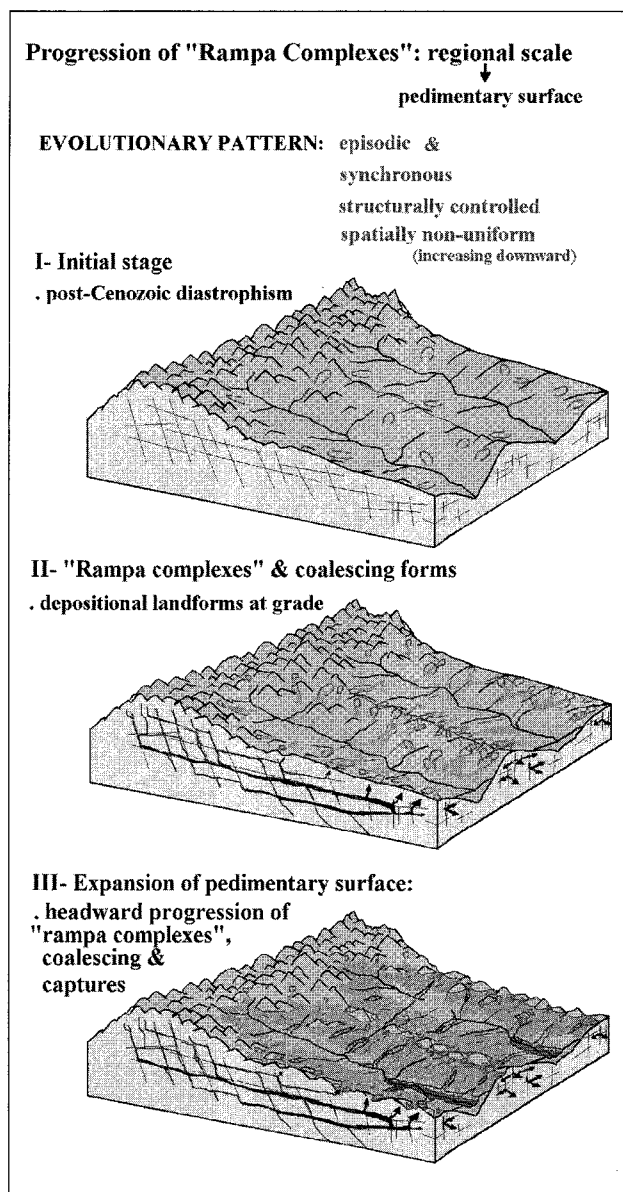 Progression of "Rampa Complexes": regional scale
pedimentary surface
EVOLUTIONARY PATTERN: episodic &
synchronous
structurally controlled
spatially non-uniform
(increasing downward)
I- Initial stage
. post-Cenozoic diastrophism
II- "Rampa complexes" & coalescing forms
. depositional landforms at grade
III- Expansion of pedimentary surface:
. headward progression of
"rampa complexes",
coalescing &
captures